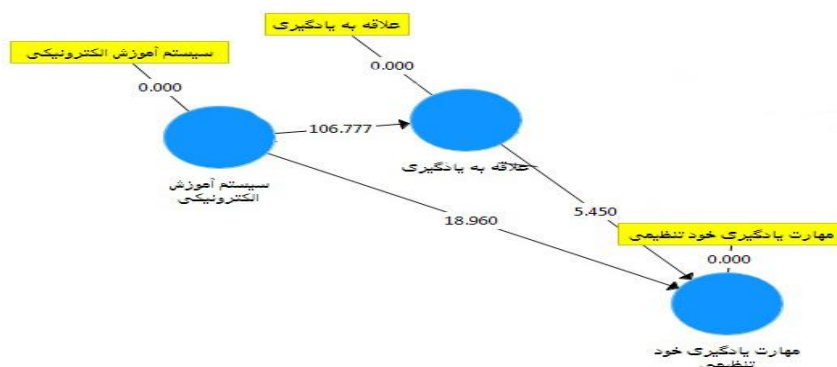 علاقه به یادگیری
سیستم آموزش الکترونیکی
0.000
0.000
106.777
علاقه به یادگیری
سیستم آموزش
الکترونیکی
5.450
18.960
مهارت یادگیری خود تنظیمی
0.000
مهارت یادگیری خود
تنظیمی